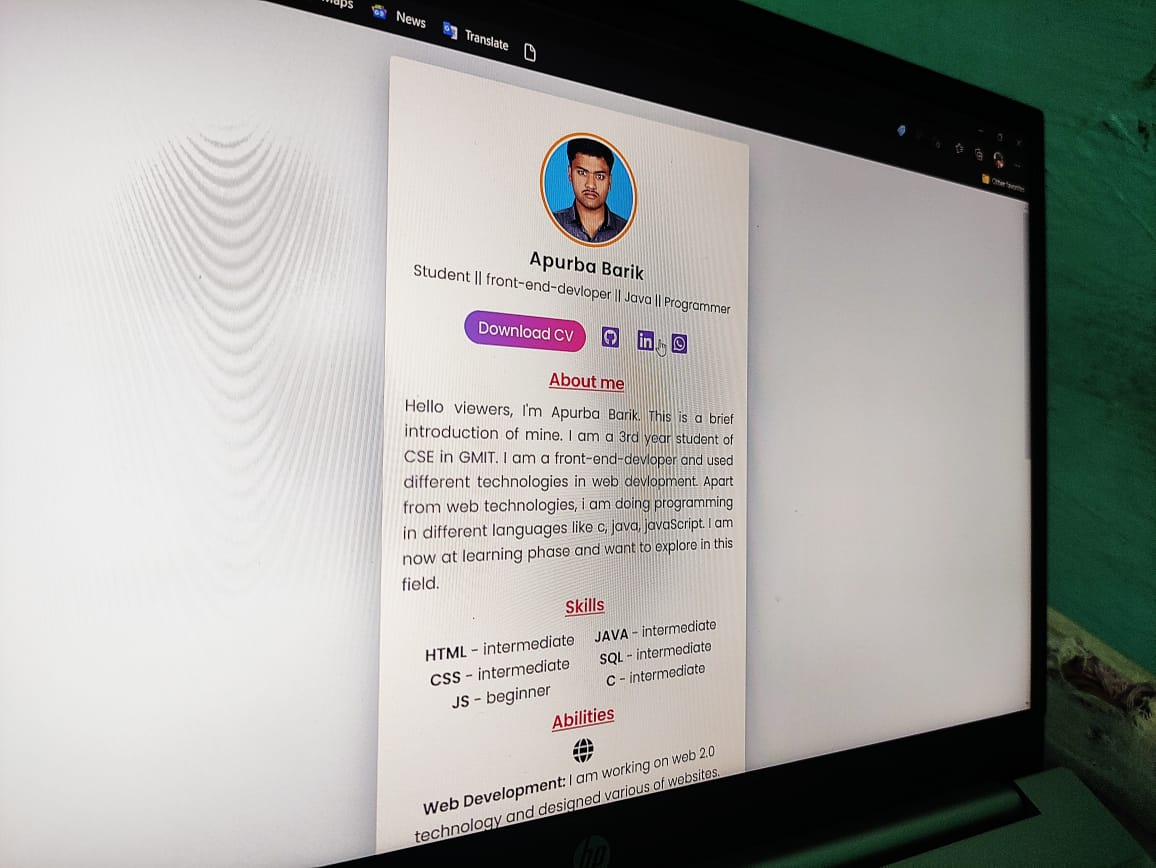 News
Translate
Other favorites
Apurba Barik
Student || front-end-devloper || Java || Programmer
Download CV
in
About me
Hello viewers, I'm Apurba Barik. This is a brief
introduction of mine. I am a 3rd year student of
CSE in GMIT. I am a front-end-devloper and used
different technologies in web devlopment. Apart
from web technologies, i am doing programming
in different languages like c, java, javaScript. I am
now at learning phase and want to explore in this
field.
Skills
HTML - intermediate JAVA - intermediate
CSS - intermediate SQL - intermediate
JS - beginner C - intermediate
Abilities
Web Development: I am working on web 2.0
technology and designed various of websites.
hp